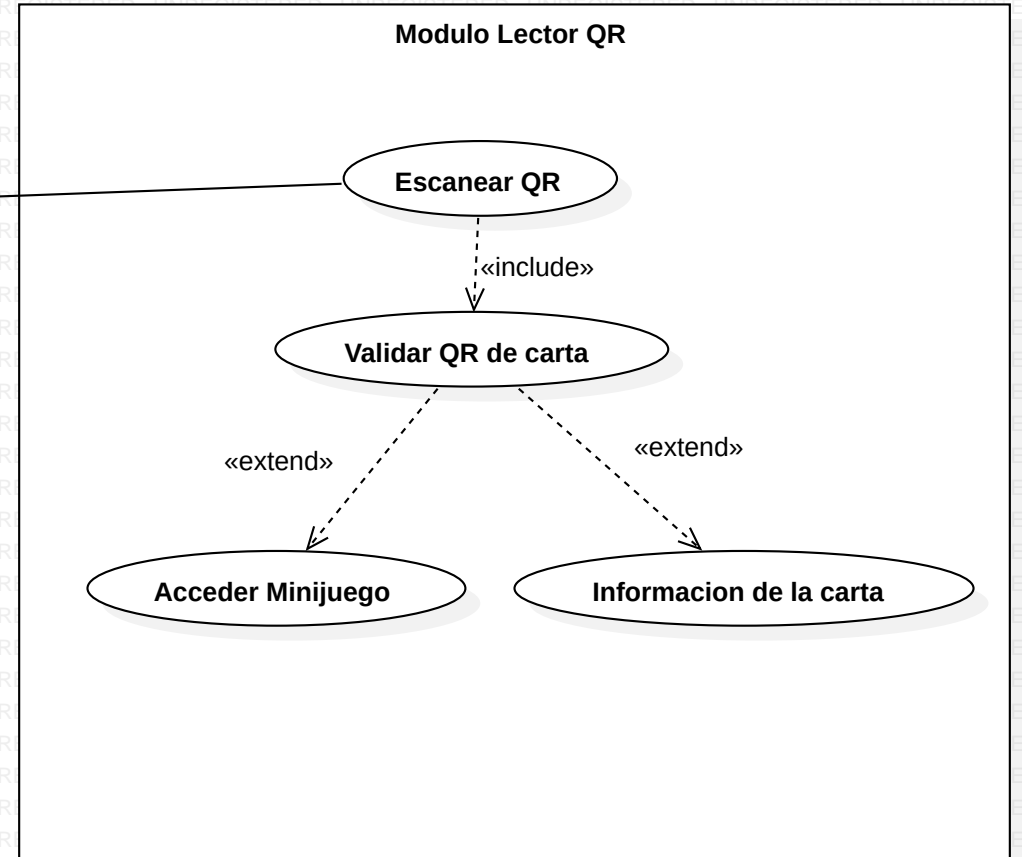 Modulo Lector QR
Escanear QR
«include»
Validar QR de carta
«extend»
«extend»
Acceder Minijuego
Informacion de la carta